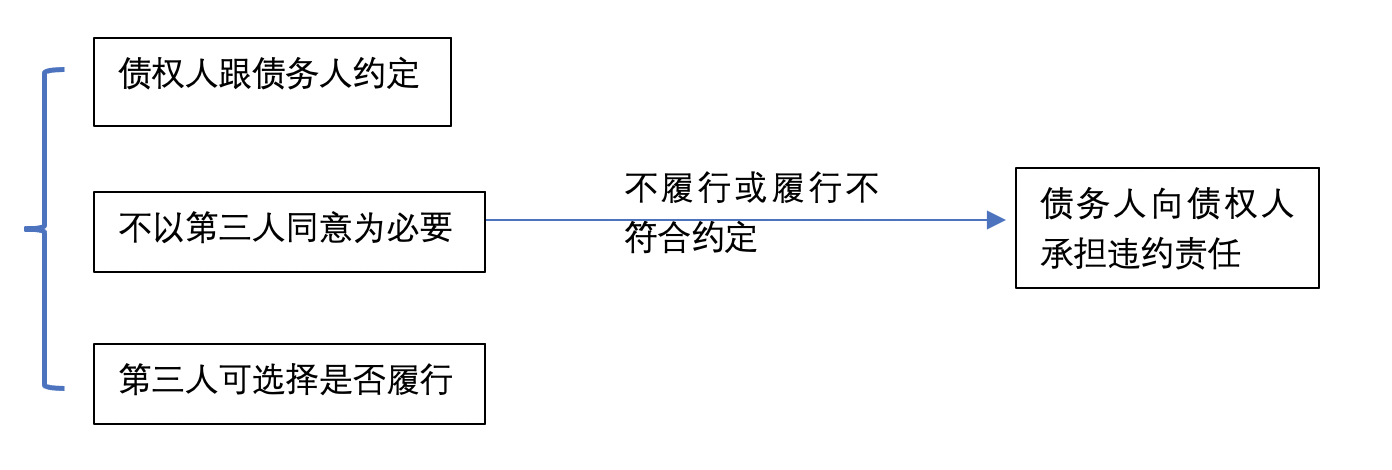 债权人跟债务人约定
不以第三人同意为必要
第三人可选择是否履行
不履行或履行不
符合约定
债务人向债权人
承担违约责任